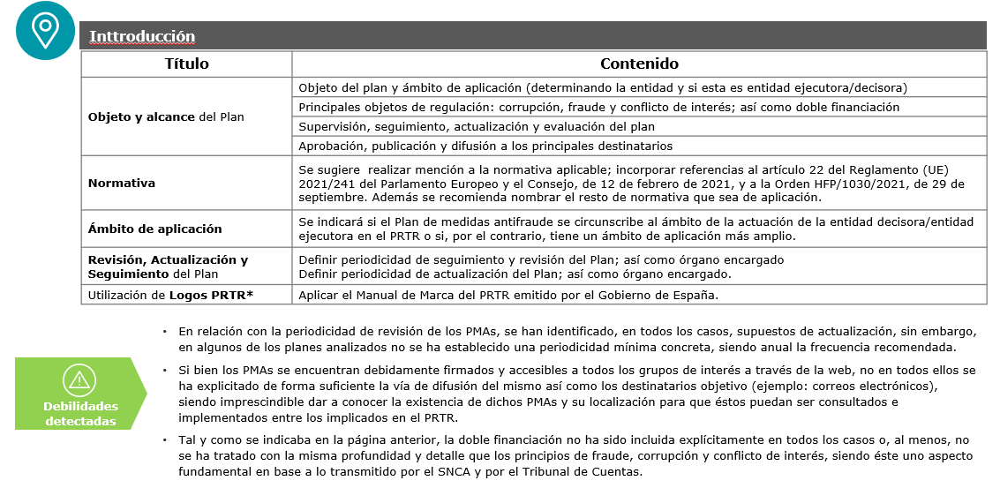 Inttroducción
Título
Contenido
Objeto y alcance del Plan
Objeto del plan y ámbito de aplicación (determinando la entidad y si esta es entidad ejecutora/decisora)
Principales objetos de regulación: corrupción, fraude y conflicto de interés; así como doble financiación
Supervisión, seguimiento, actualización y evaluación del plan
Aprobación, publicación y difusión a los principales destinatarios
Normativa
Se sugiere  realizar mención a la normativa aplicable; incorporar referencias al artículo 22 del Reglamento (UE)
2021/241 del Parlamento Europeo y el Consejo, de 12 de febrero de 2021, y a la Orden HFP/1030/2021, de 29 de
septiembre. Además se recomienda nombrar el resto de normativa que sea de aplicación.
Ámbito de aplicación
Se indicará si el Plan de medidas antifraude se circunscribe al ámbito de la actuación de la entidad decisora/entidad
ejecutora en el PRTR o si, por el contrario, tiene un ámbito de aplicación más amplio.
Revisión, Actualización y
Seguimiento del Plan
Definir periodicidad de seguimiento y revisión del Plan; así como órgano encargado
Definir periodicidad de actualización del Plan; así como órgano encargado.
Utilización de Logos PRTR*
Aplicar el Manual de Marca del PRTR emitido por el Gobierno de España.
Debilidades
detectadas
• En relación con la periodicidad de revisión de los PMAs, se han identificado, en todos los casos, supuestos de actualización, sin embargo,
en algunos de los planes analizados no se ha establecido una periodicidad mínima concreta, siendo anual la frecuencia recomendada.
• Si bien los PMAs se encuentran debidamente firmados y accesibles a todos los grupos de interés a través de la web, no en todos ellos se
ha explicitado de forma suficiente la vía de difusión del mismo así como los destinatarios objetivo (ejemplo: correos electrónicos),
siendo imprescindible dar a conocer la existencia de dichos PMAs y su localización para que éstos puedan ser consultados e
implementados entre los implicados en el PRTR.
• Tal y como se indicaba en la página anterior, la doble financiación no ha sido incluida explícitamente en todos los casos o, al menos, no
se ha tratado con la misma profundidad y detalle que los principios de fraude, corrupción y conflicto de interés, siendo éste uno aspecto
fundamental en base a lo transmitido por el SNCA y por el Tribunal de Cuentas.